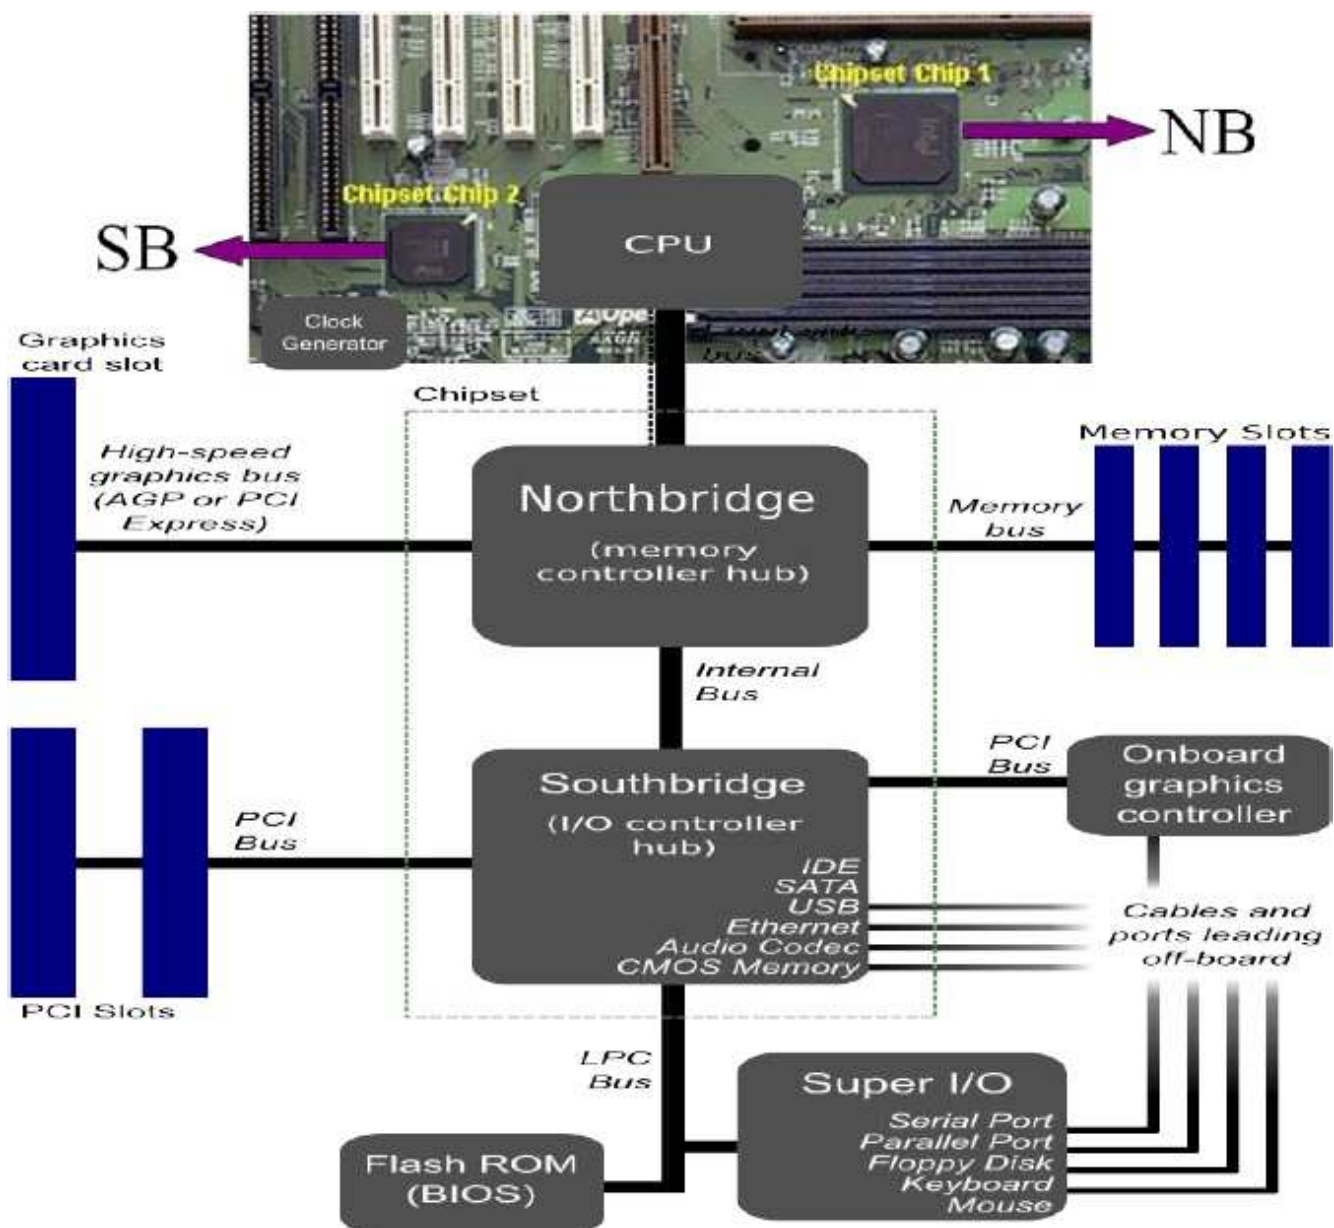 Chipset Chip 1
NB
Chipset Chip 2
SB
CPU
Clock
Generator
Graphics
card slot
bus
Chipset
High-speed
graphics bus
(AGP or PCI
Express)
Northbridge
(memory
controller hub)
Memory Slots
Memory
bus
Internal
Bus
PCI
Bus
Southbridge
(I/O controller
hub)
IDE
SATA
USB
Ethernet
Audio Codec
CMOS Memory
PCI
Bus
Onboard
graphics
controller
Cables and
ports leading
off-board
PCI Slots
LPC
Bus
Super I/O
Serial Port
Parallel Port
Floppy Disk
Keyboard
Mouse
Flash ROM
(BIOS)